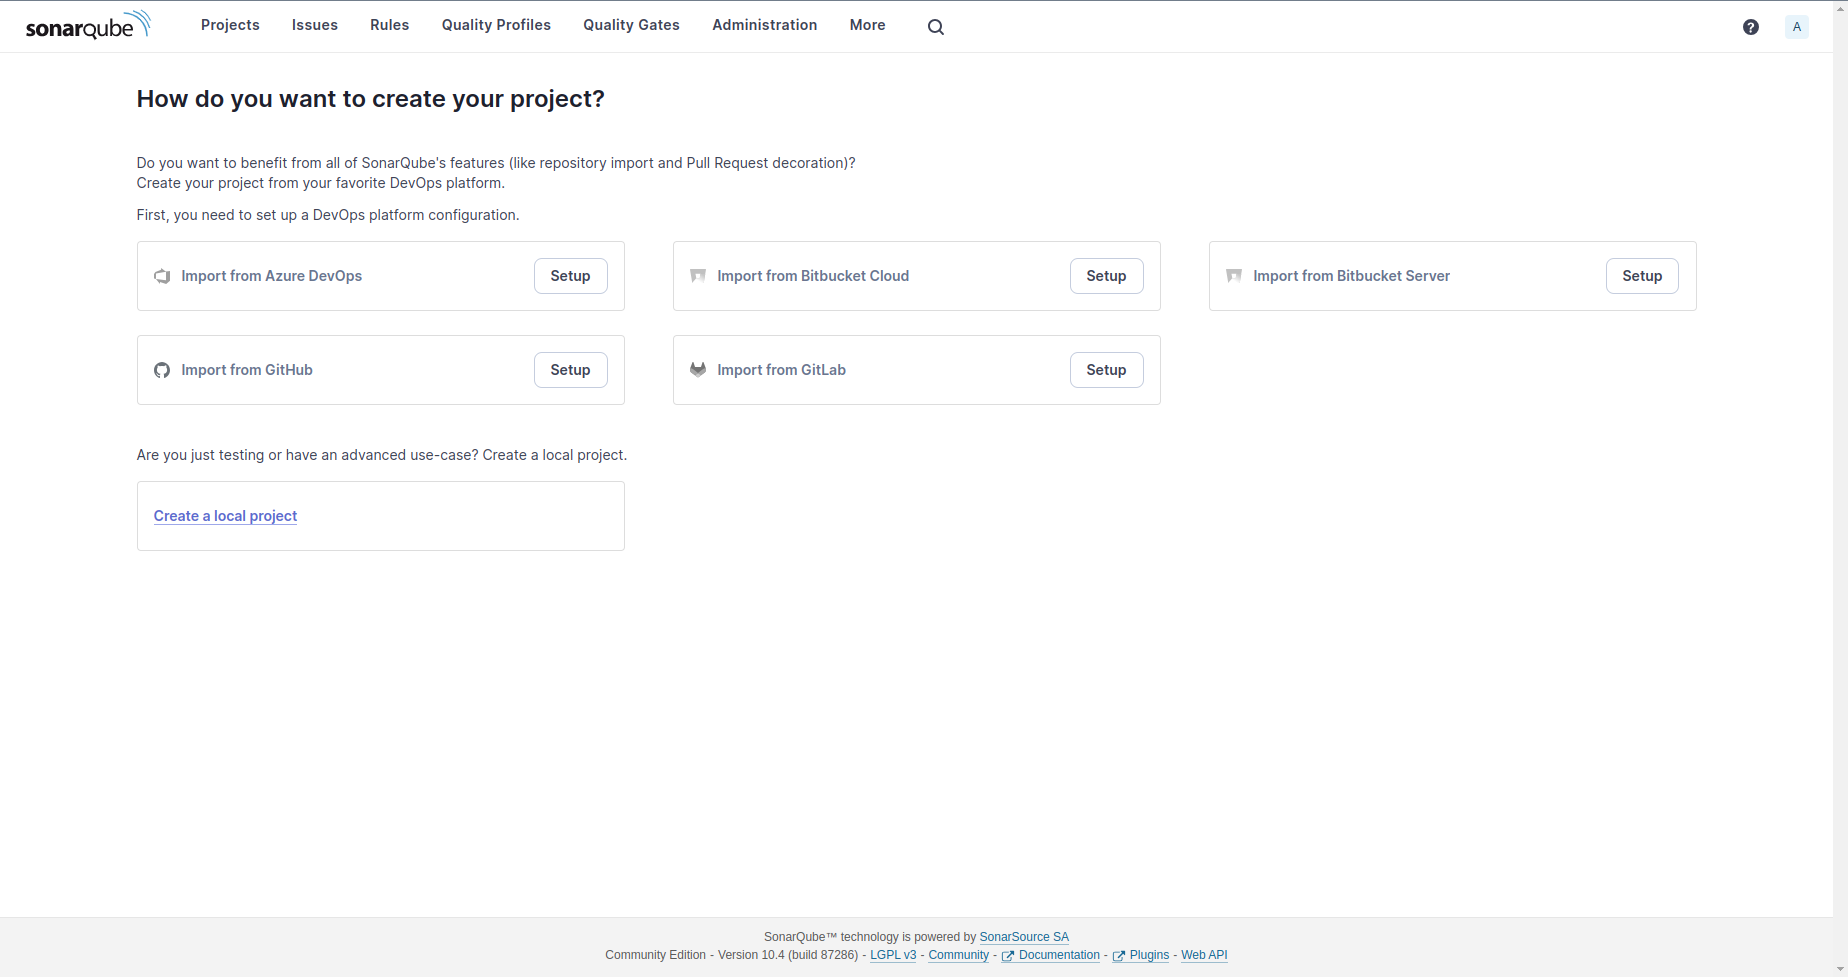 sonarqube Projects Issues Rules Quality Profiles Quality Gates Administration More ? A
How do you want to create your project?
Do you want to benefit from all of SonarQube's features (like repository import and Pull Request decoration)?
Create your project from your favorite DevOps platform.
First, you need to set up a DevOps platform configuration.
Import from Azure DevOps Setup Import from Bitbucket Cloud Setup Import from Bitbucket Server Setup
Import from GitHub Setup Import from GitLab Setup
Are you just testing or have an advanced use-case? Create a local project.
Create a local project
SonarQube™ technology is powered by SonarSource SA
Community Edition - Version 10.4 (build 87286) - LGPL v3 - Community - Documentation - Plugins - Web API